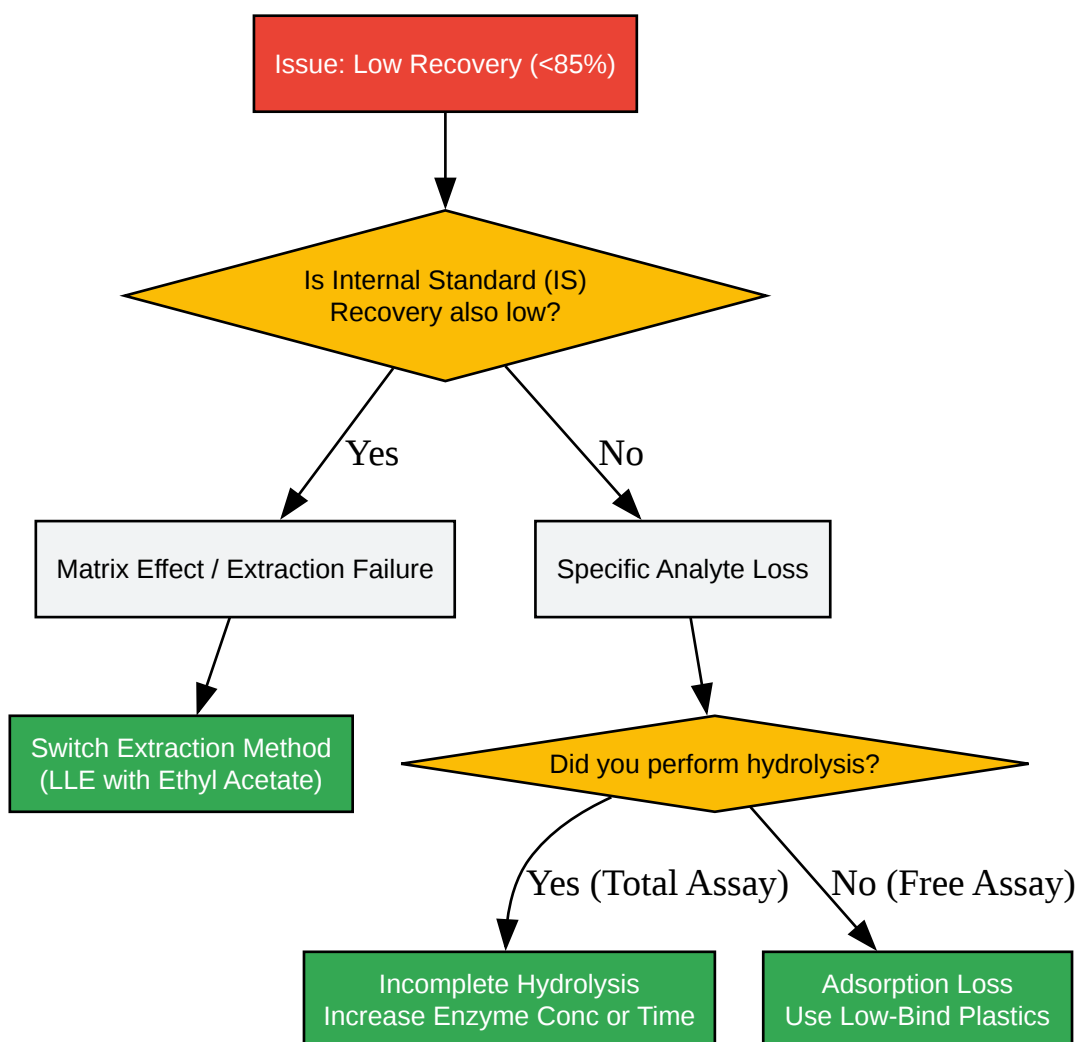 Issue: Low Recovery (<85%)
Is Internal Standard (IS)
Recovery also low?
Yes
No
Matrix Effect / Extraction Failure
Specific Analyte Loss
Switch Extraction Method
(LLE with Ethyl Acetate)
Did you perform hydrolysis?
Yes (Total Assay)
No (Free Assay)
Incomplete Hydrolysis
Increase Enzyme Conc or Time
Adsorption Loss
Use Low-Bind Plastics